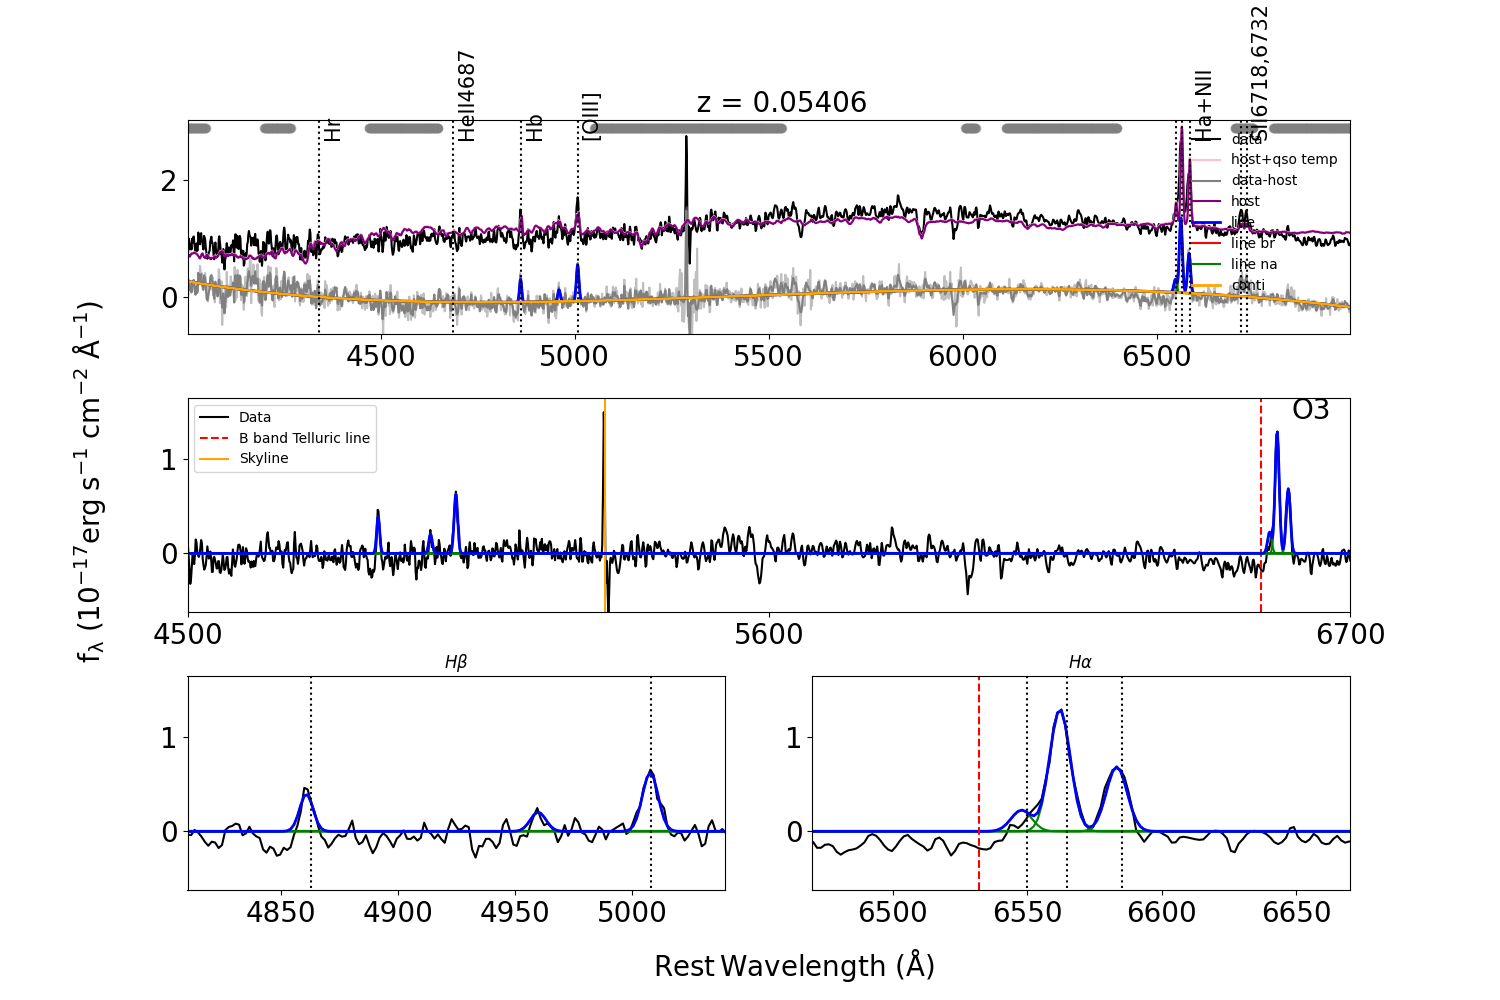 z = 0.05406
Hr
HeII4687
Hb
[OIII]
Ha+NII
SII6718,6732
data
host+qso temp
data-host
host
line
line br
line na
conti
2
0
4500 5000 5500 6000 6500
Data
B band Telluric line
Skyline
O3
1
0
4500 5600 6700
fλ (10⁻¹⁷erg s⁻¹ cm⁻² Å⁻¹)
Hβ
1
0
4850 4900 4950 5000
Hα
1
0
6500 6550 6600 6650
Rest Wavelength (Å)